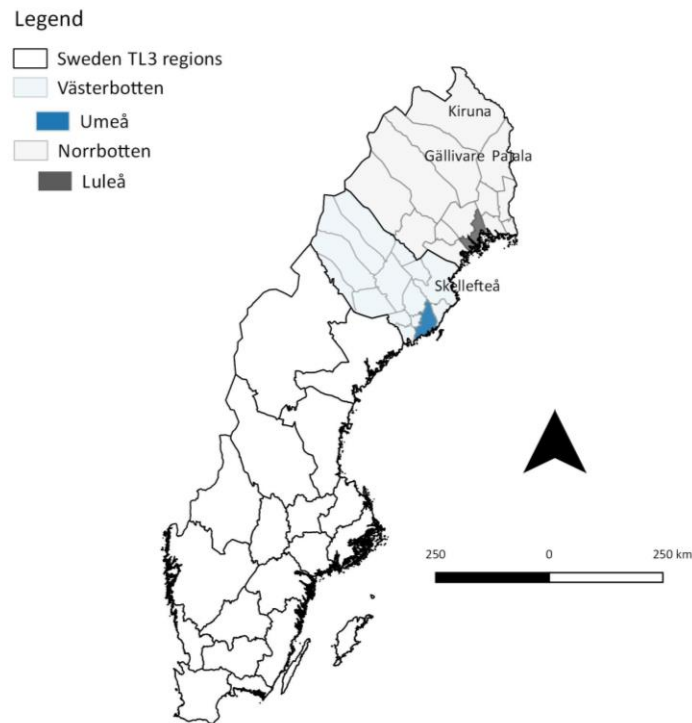 Legend
Sweden TL3 regions
Västerbotten
Umeå
Norrbotten
Luleå
Kiruna
Gällivare Pajala
Skellefteå
250 0 250 km